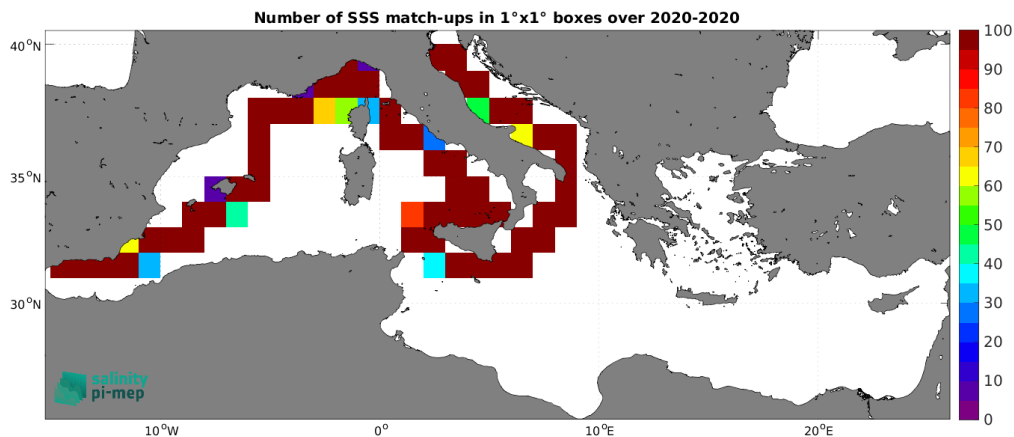 Number of SSS match-ups in 1°x1° boxes over 2020-2020
40°N
35°N
30°N
10°W
0°
10°E
20°E
100
90
80
70
60
50
40
30
20
10
0
salinity
pi-mep